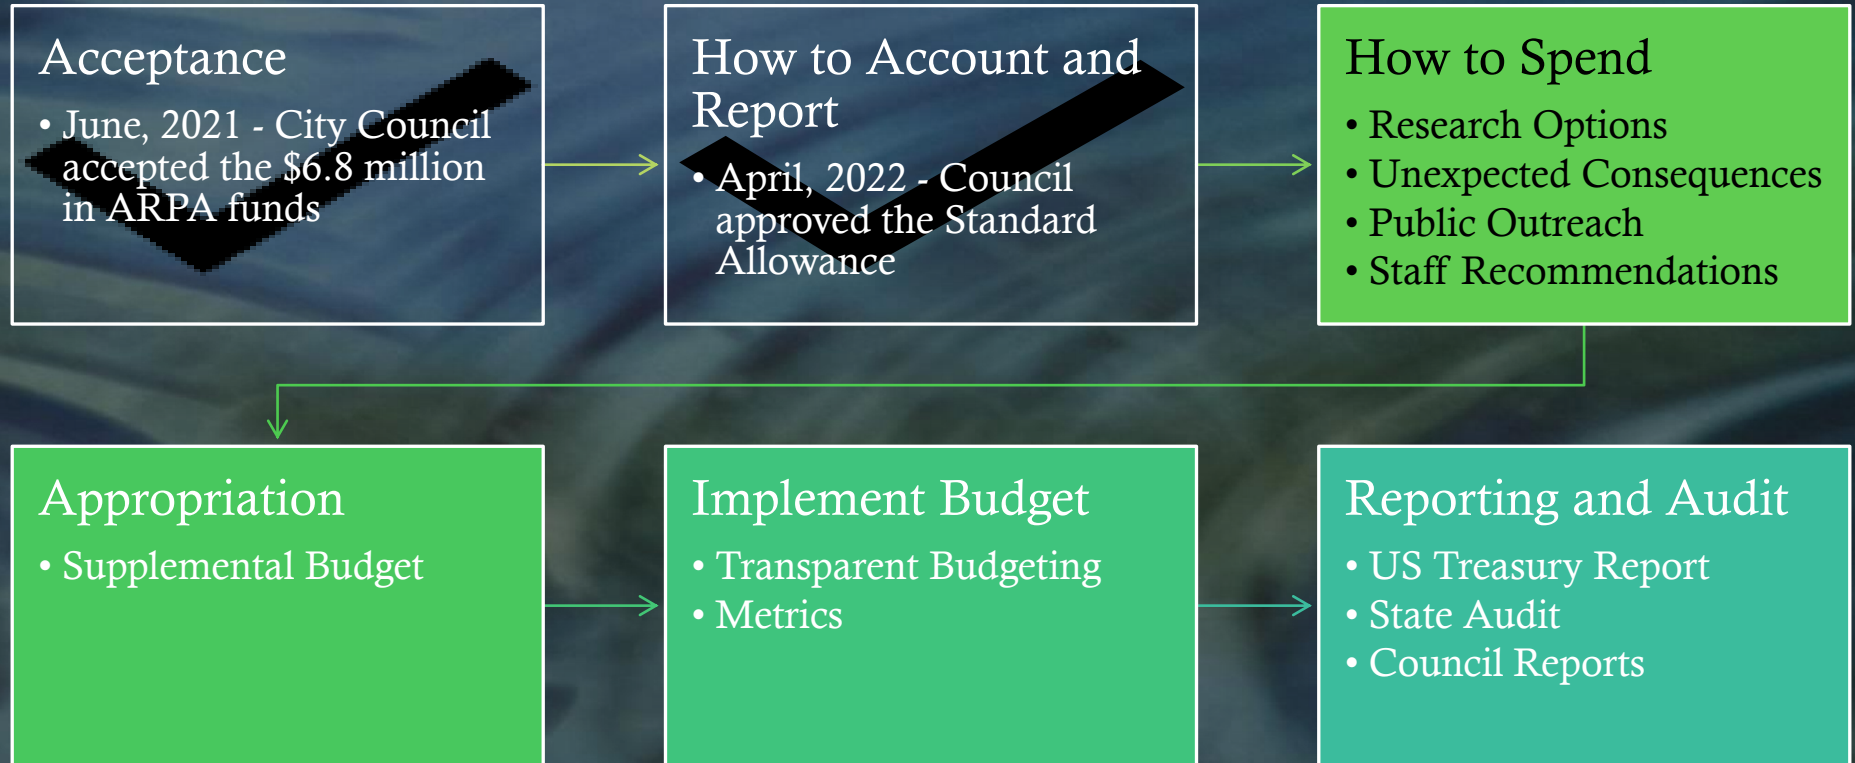 Acceptance
• June, 2021 - City Council
accepted the $6.8 million
in ARPA funds
How to Account and
Report
• April, 2022 - Council
approved the Standard
Allowance
How to Spend
• Research Options
• Unexpected Consequences
• Public Outreach
• Staff Recommendations
Appropriation
• Supplemental Budget
Implement Budget
• Transparent Budgeting
• Metrics
Reporting and Audit
• US Treasury Report
• State Audit
• Council Reports